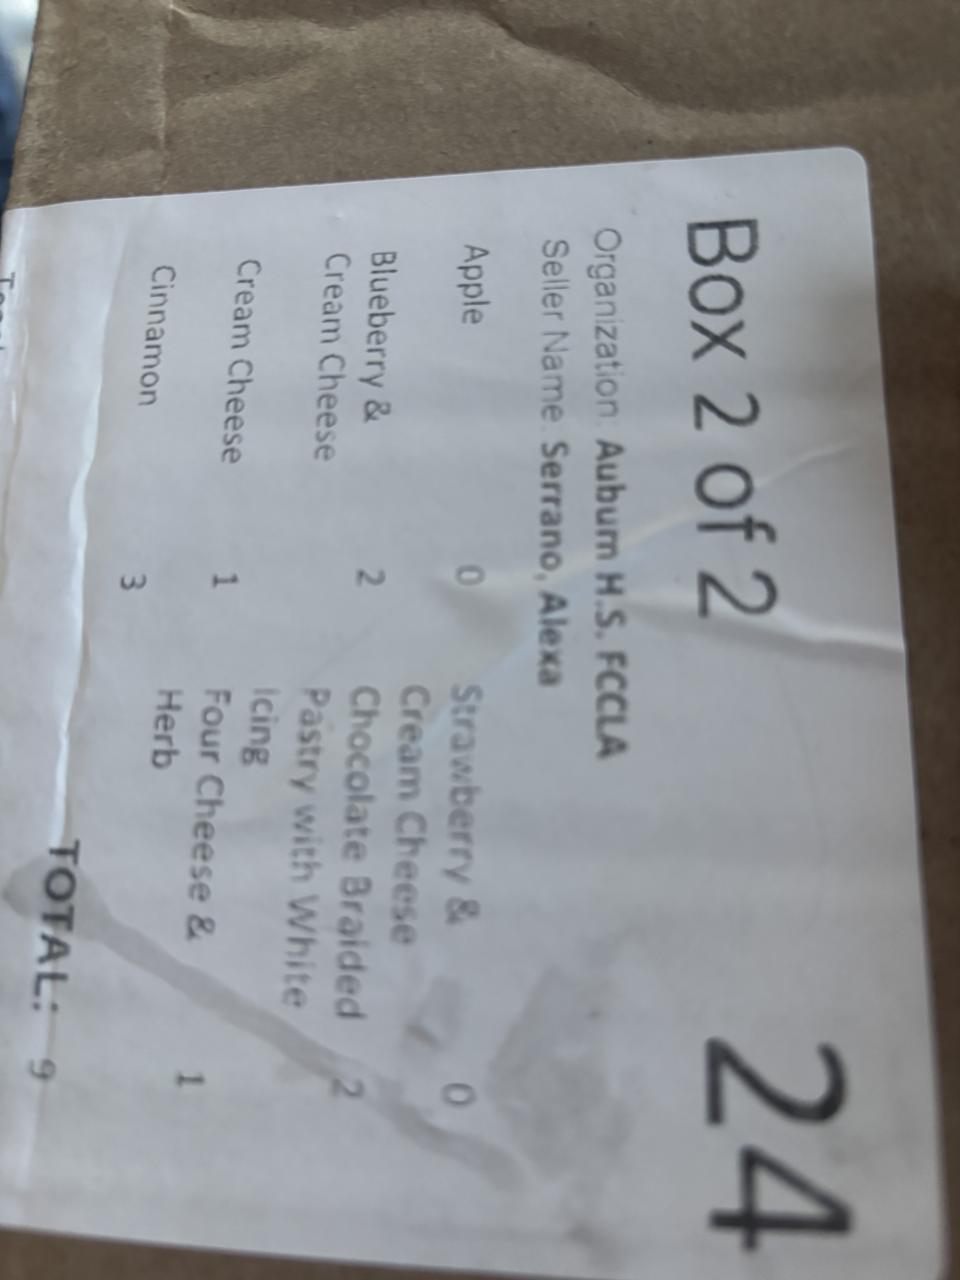 Box 2 of 2 24
Organization: Auburn H.S. FCCLA
Seller Name: Serrano, Alexa
Apple 0
Blueberry &
Cream Cheese 2
Cream Cheese 1
Cinnamon 3
Strawberry &
Cream Cheese 0
Chocolate Braided
Pastry with White 2
Icing
Four Cheese &
Herb 1
TOTAL: 9